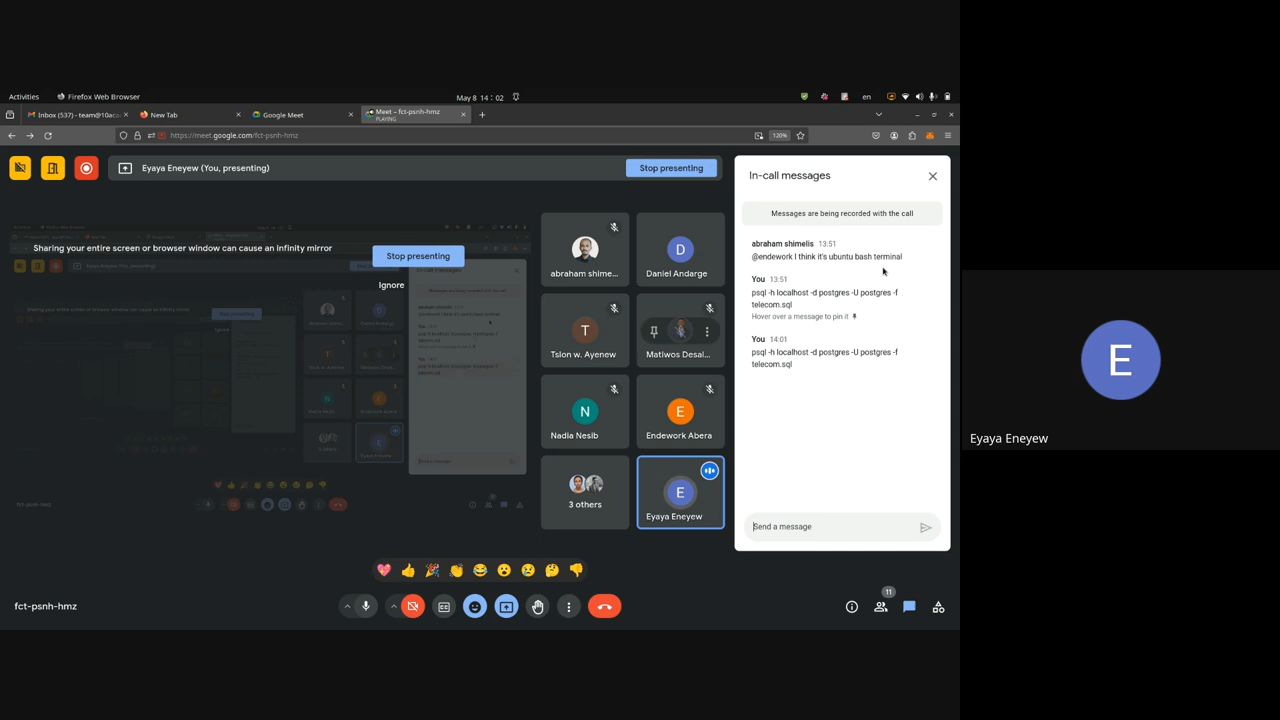 Activities
Firefox Web Browser
May 8 14 : 02
en
Inbox (537) - team@10ac
New Tab
Google Meet
Meet – fct-psnh-hmz
PLAYING
https://meet.google.com/fct-psnh-hmz
120%
Eyaya Eneyew (You, presenting)
Stop presenting
Sharing your entire screen or browser window can cause an infinity mirror
Stop presenting
Ignore
abraham shime...
Daniel Andarge
T
Tsion w. Ayenew
Matiwos Desal...
N
Nadia Nesib
E
Endework Abera
3 others
E
Eyaya Eneyew
In-call messages
Messages are being recorded with the call
abraham shimelis 13:51
@endework I think it's ubuntu bash terminal
You 13:51
psql -h localhost -d postgres -U postgres -f
telecom.sql
Hover over a message to pin it
You 14:01
psql -h localhost -d postgres -U postgres -f
telecom.sql
Send a message
fct-psnh-hmz
11
E
Eyaya Eneyew